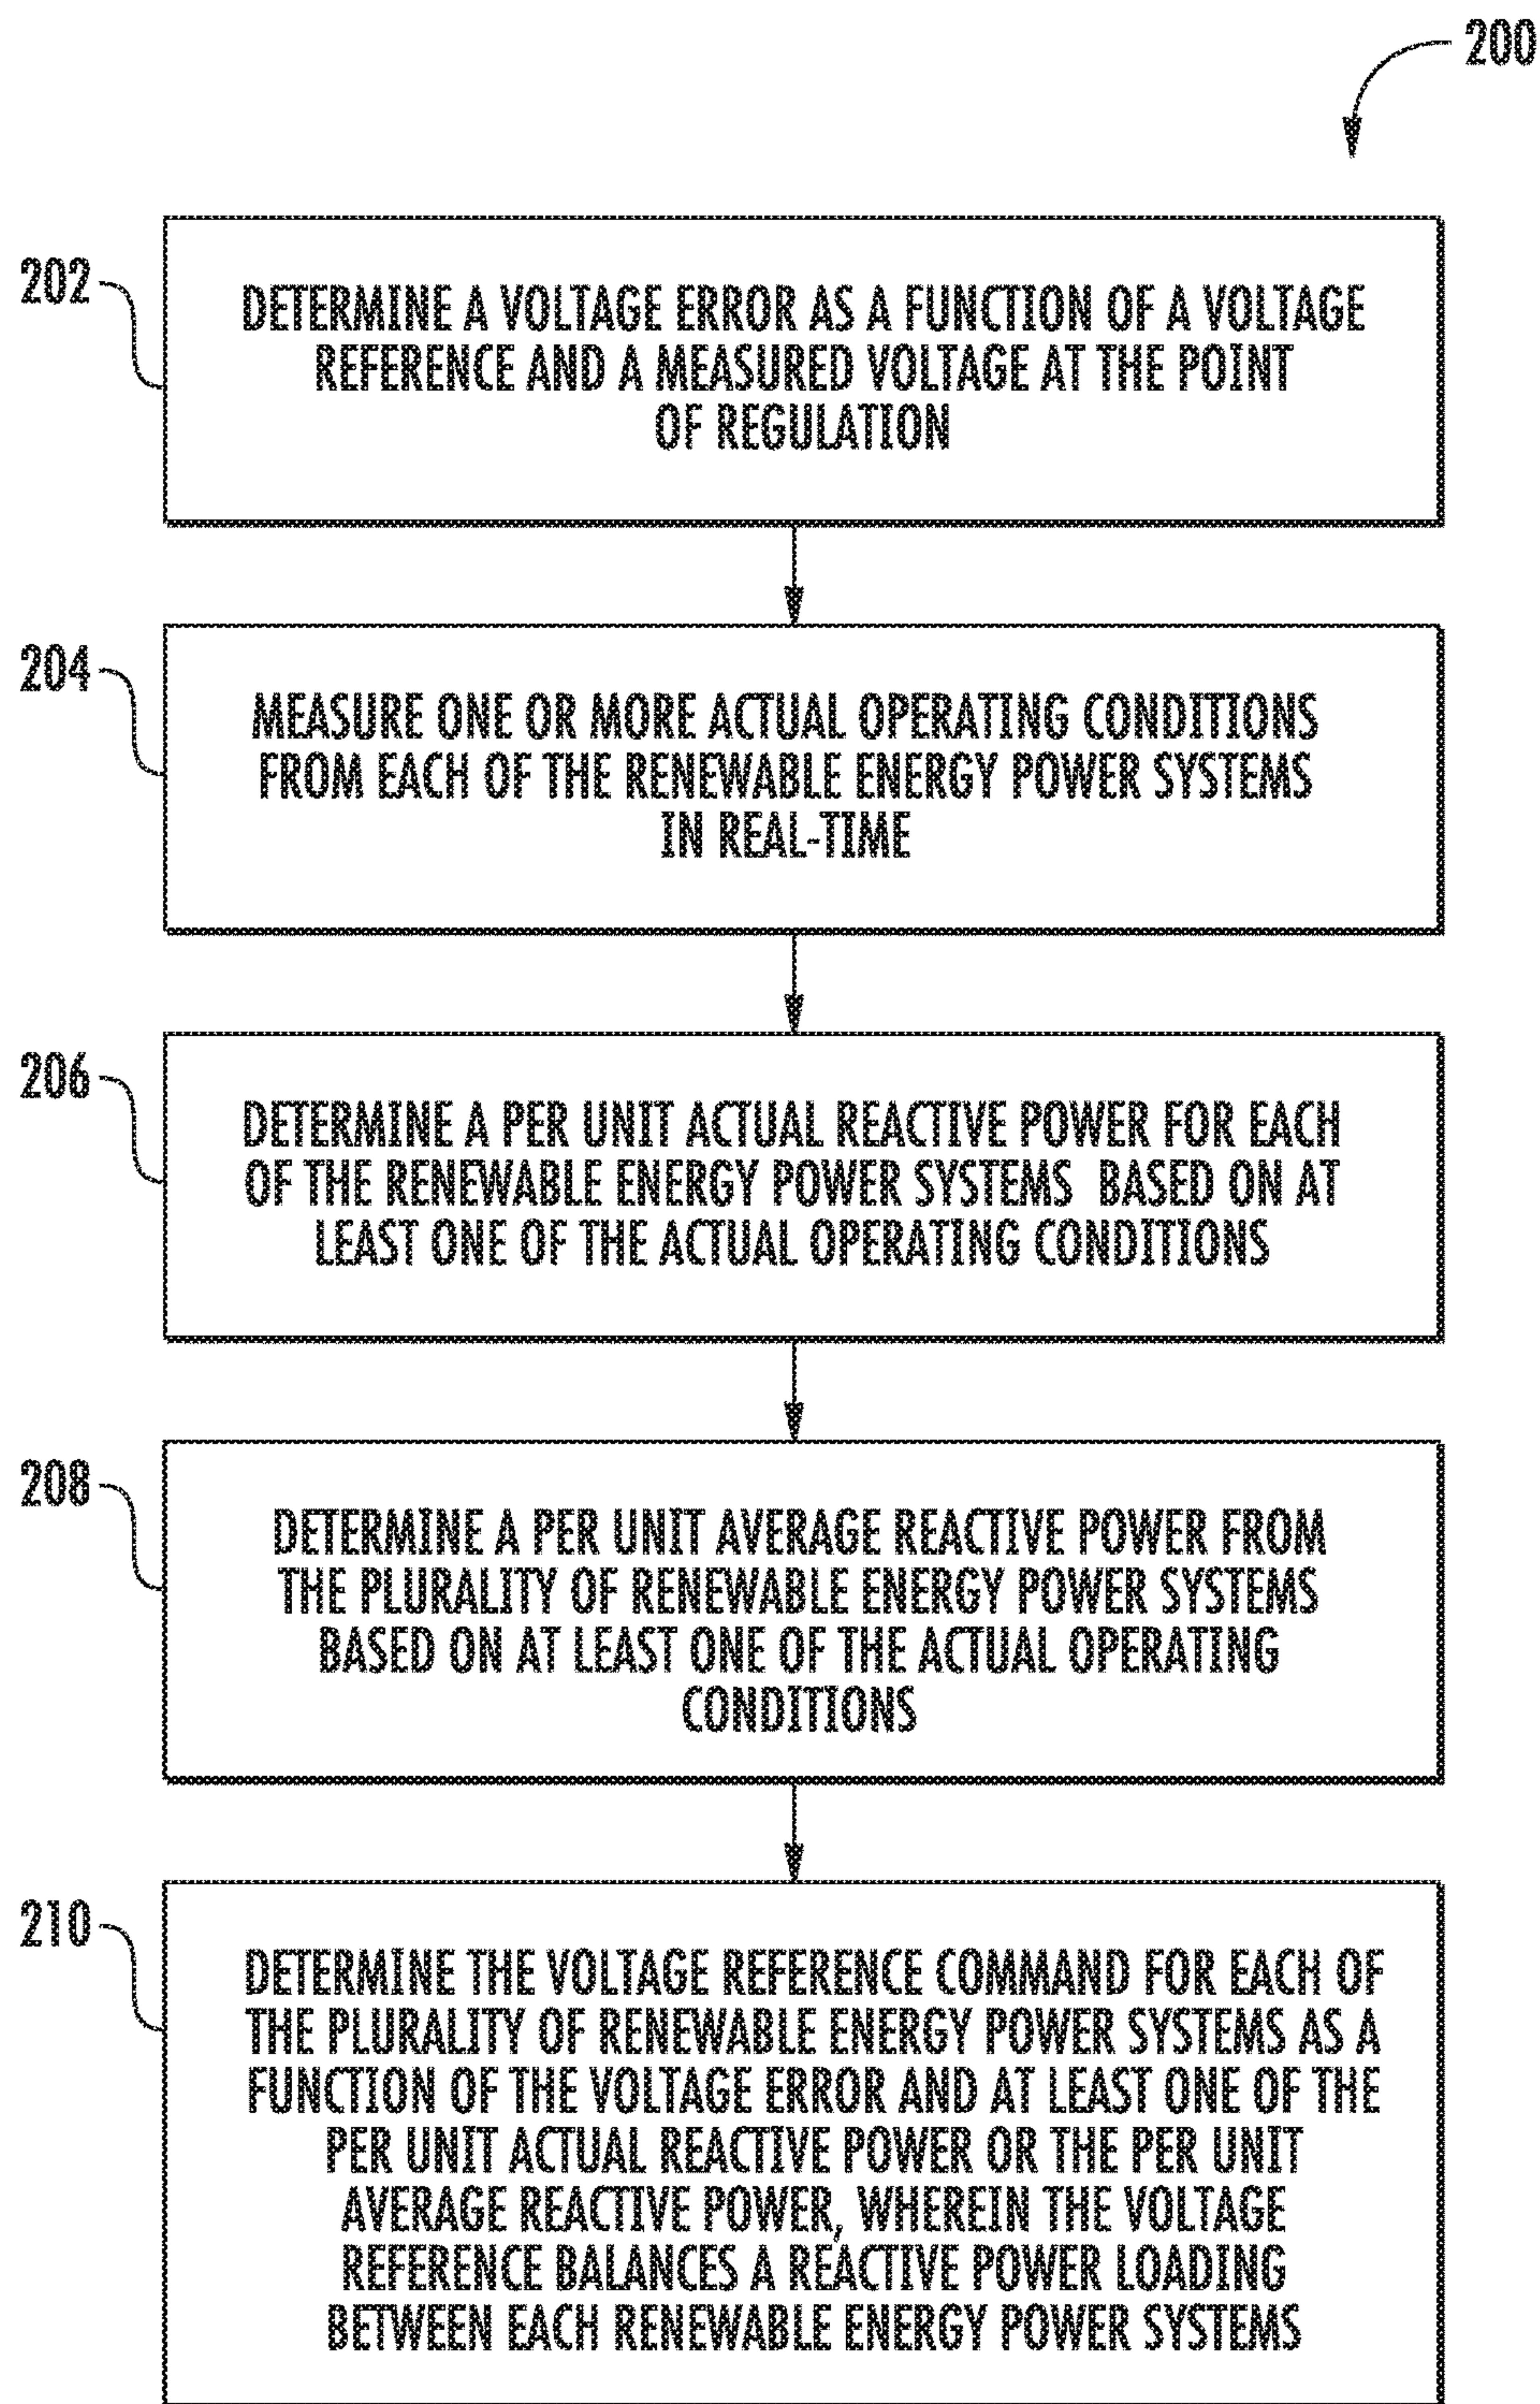 200
202
DETERMINE A VOLTAGE ERROR AS A FUNCTION OF A VOLTAGE
REFERENCE AND A MEASURED VOLTAGE AT THE POINT
OF REGULATION
204
MEASURE ONE OR MORE ACTUAL OPERATING CONDITIONS
FROM EACH OF THE RENEWABLE ENERGY POWER SYSTEMS
IN REAL-TIME
206
DETERMINE A PER UNIT ACTUAL REACTIVE POWER FOR EACH
OF THE RENEWABLE ENERGY POWER SYSTEMS BASED ON AT
LEAST ONE OF THE ACTUAL OPERATING CONDITIONS
208
DETERMINE A PER UNIT AVERAGE REACTIVE POWER FROM
THE PLURALITY OF RENEWABLE ENERGY POWER SYSTEMS
BASED ON AT LEAST ONE OF THE ACTUAL OPERATING
CONDITIONS
210
DETERMINE THE VOLTAGE REFERENCE COMMAND FOR EACH OF
THE PLURALITY OF RENEWABLE ENERGY POWER SYSTEMS AS A
FUNCTION OF THE VOLTAGE ERROR AND AT LEAST ONE OF THE
PER UNIT ACTUAL REACTIVE POWER OR THE PER UNIT
AVERAGE REACTIVE POWER, WHEREIN THE VOLTAGE
REFERENCE BALANCES A REACTIVE POWER LOADING
BETWEEN EACH RENEWABLE ENERGY POWER SYSTEMS